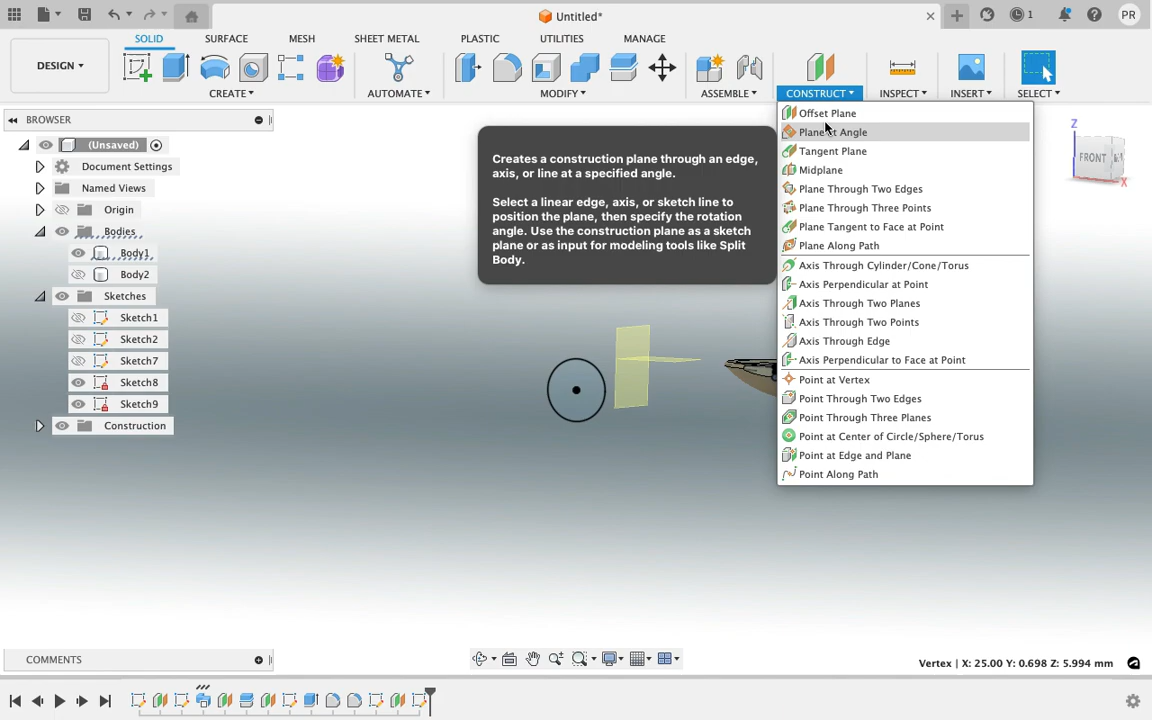 Untitled*
1
PR
DESIGN
SOLID
SURFACE
MESH
SHEET METAL
PLASTIC
UTILITIES
MANAGE
CREATE
AUTOMATE
MODIFY
ASSEMBLE
CONSTRUCT
INSPECT
INSERT
SELECT
BROWSER
(Unsaved)
Document Settings
Named Views
Origin
Bodies
Body1
Body2
Sketches
Sketch1
Sketch2
Sketch7
Sketch8
Sketch9
Construction
Creates a construction plane through an edge,
axis, or line at a specified angle.
Select a linear edge, axis, or sketch line to
position the plane, then specify the rotation
angle. Use the construction plane as a sketch
plane or as input for modeling tools like Split
Body.
Offset Plane
Plane at Angle
Tangent Plane
Midplane
Plane Through Two Edges
Plane Through Three Points
Plane Tangent to Face at Point
Plane Along Path
Axis Through Cylinder/Cone/Torus
Axis Perpendicular at Point
Axis Through Two Planes
Axis Through Two Points
Axis Through Edge
Axis Perpendicular to Face at Point
Point at Vertex
Point Through Two Edges
Point Through Three Planes
Point at Center of Circle/Sphere/Torus
Point at Edge and Plane
Point Along Path
Z
FRONT
X
COMMENTS
Vertex | X: 25.00 Y: 0.698 Z: 5.994 mm